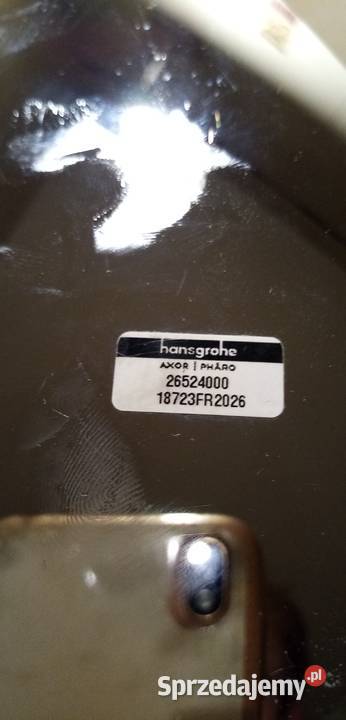 hansgrohe
AXOR | PHARO
26524000
18723FR2026
Sprzedajemy.pl